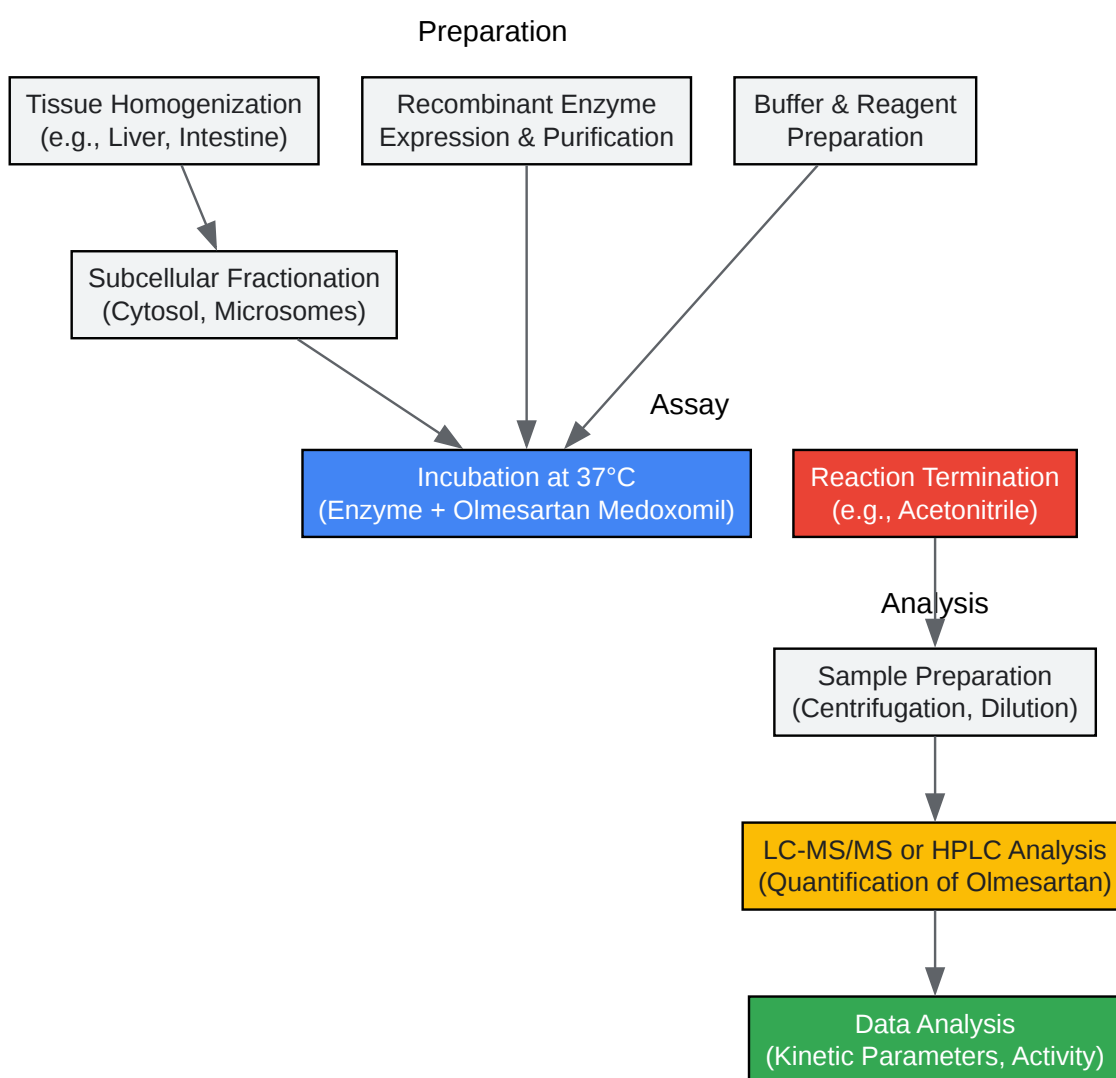 Preparation
Tissue Homogenization
(e.g., Liver, Intestine)
Recombinant Enzyme
Expression & Purification
Buffer & Reagent
Preparation
Subcellular Fractionation
(Cytosol, Microsomes)
Assay
Incubation at 37°C
(Enzyme + Olmesartan Medoxomil)
Reaction Termination
(e.g., Acetonitrile)
Analysis
Sample Preparation
(Centrifugation, Dilution)
LC-MS/MS or HPLC Analysis
(Quantification of Olmesartan)
Data Analysis
(Kinetic Parameters, Activity)